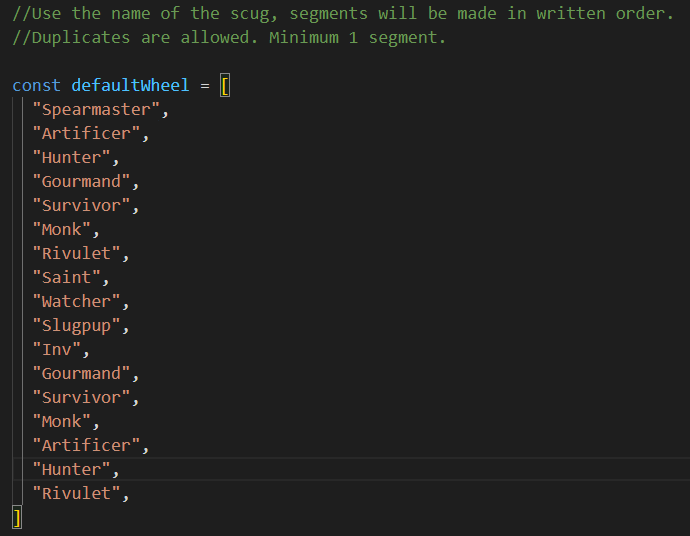 //Use the name of the scug, segments will be made in written order.
//Duplicates are allowed. Minimum 1 segment.
const defaultWheel = [
"Spearmaster",
"Artificer",
"Hunter",
"Gourmand",
"Survivor",
"Monk",
"Rivulet",
"Saint",
"Watcher",
"Slugpup",
"Inv",
"Gourmand",
"Survivor",
"Monk",
"Artificer",
"Hunter",
"Rivulet",
]